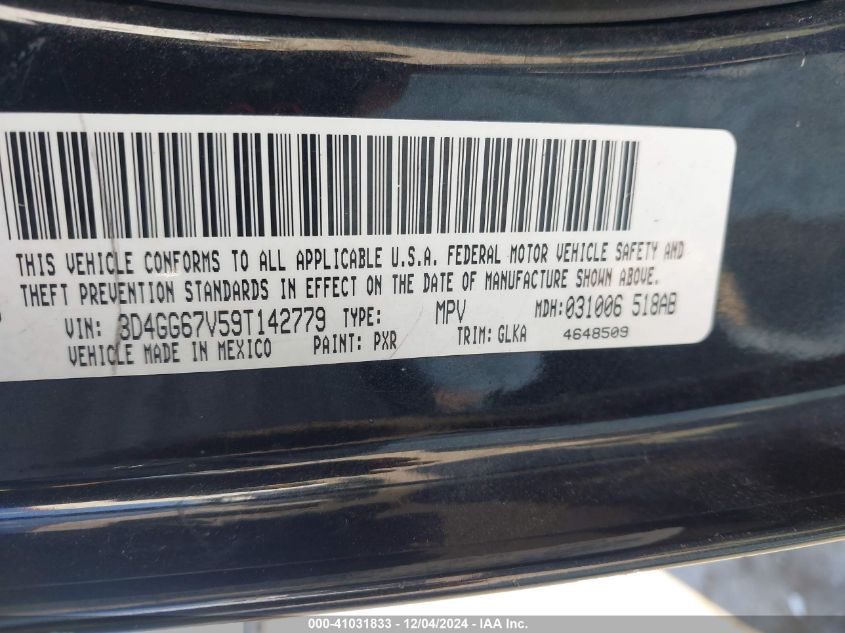 THIS VEHICLE CONFORMS TO ALL APPLICABLE U.S.A. FEDERAL MOTOR VEHICLE SAFETY AND
THEFT PREVENTION STANDARDS IN EFFECT ON THE DATE OF MANUFACTURE SHOWN ABOVE.
VIN: 3D4GG67V59T142779 TYPE: MPV MDH: 031006 518AB
VEHICLE MADE IN MEXICO PAINT: PXR TRIM: GLKA 4648509
000-41031833 - 12/04/2024 - IAA Inc.